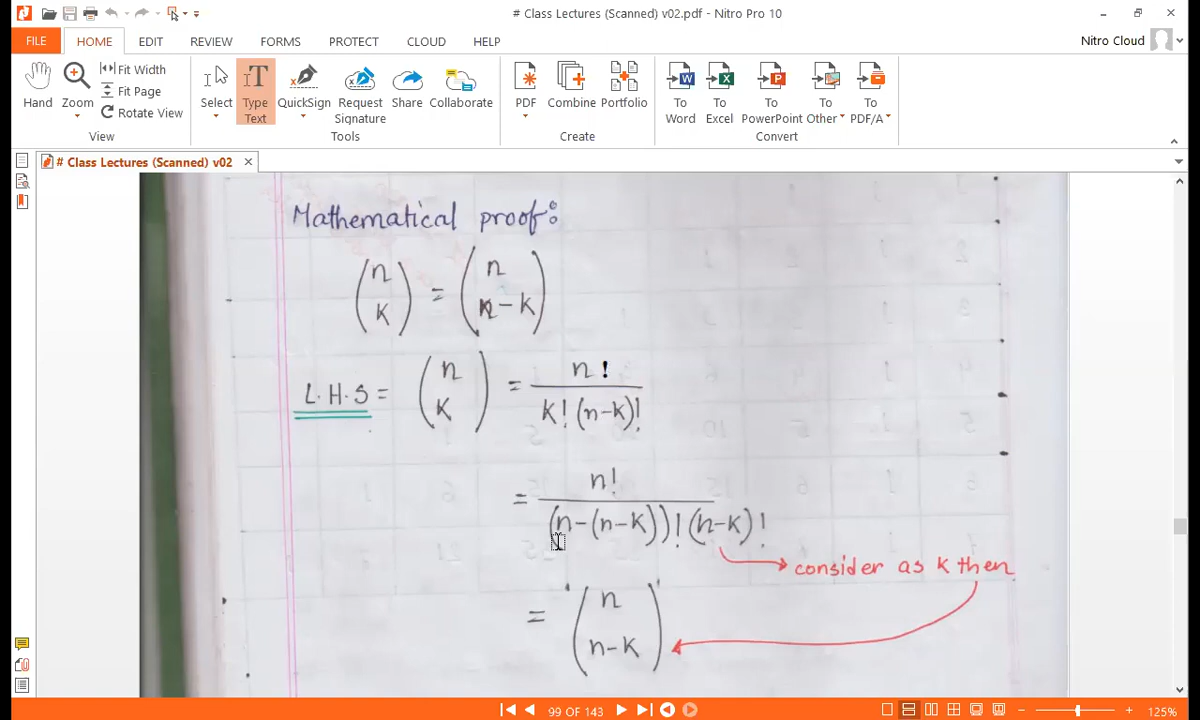 # Class Lectures (Scanned) v02.pdf - Nitro Pro 10
FILE HOME EDIT REVIEW FORMS PROTECT CLOUD HELP Nitro Cloud
Hand Zoom Fit Width Fit Page Rotate View
View
Select Type Text QuickSign Request Signature Share Collaborate
Tools
PDF Combine Portfolio
Create
To Word To Excel To PowerPoint To Other To PDF/A
Convert
# Class Lectures (Scanned) v02
Mathematical proof:
(n K) = (n n-k)
L.H.S = (n K) = n! / K! (n-k)!
= n! / (n-(n-k))! (n-k)!
consider as k then
= (n n-k)
99 OF 143
125%